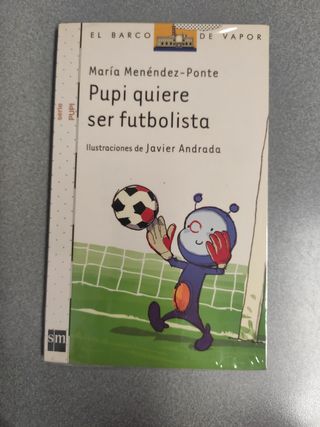 EL BARCO DE VAPOR
María Menéndez-Ponte
Pupi quiere
ser futbolista
Ilustraciones de Javier Andrada
serie
PUPI
sm